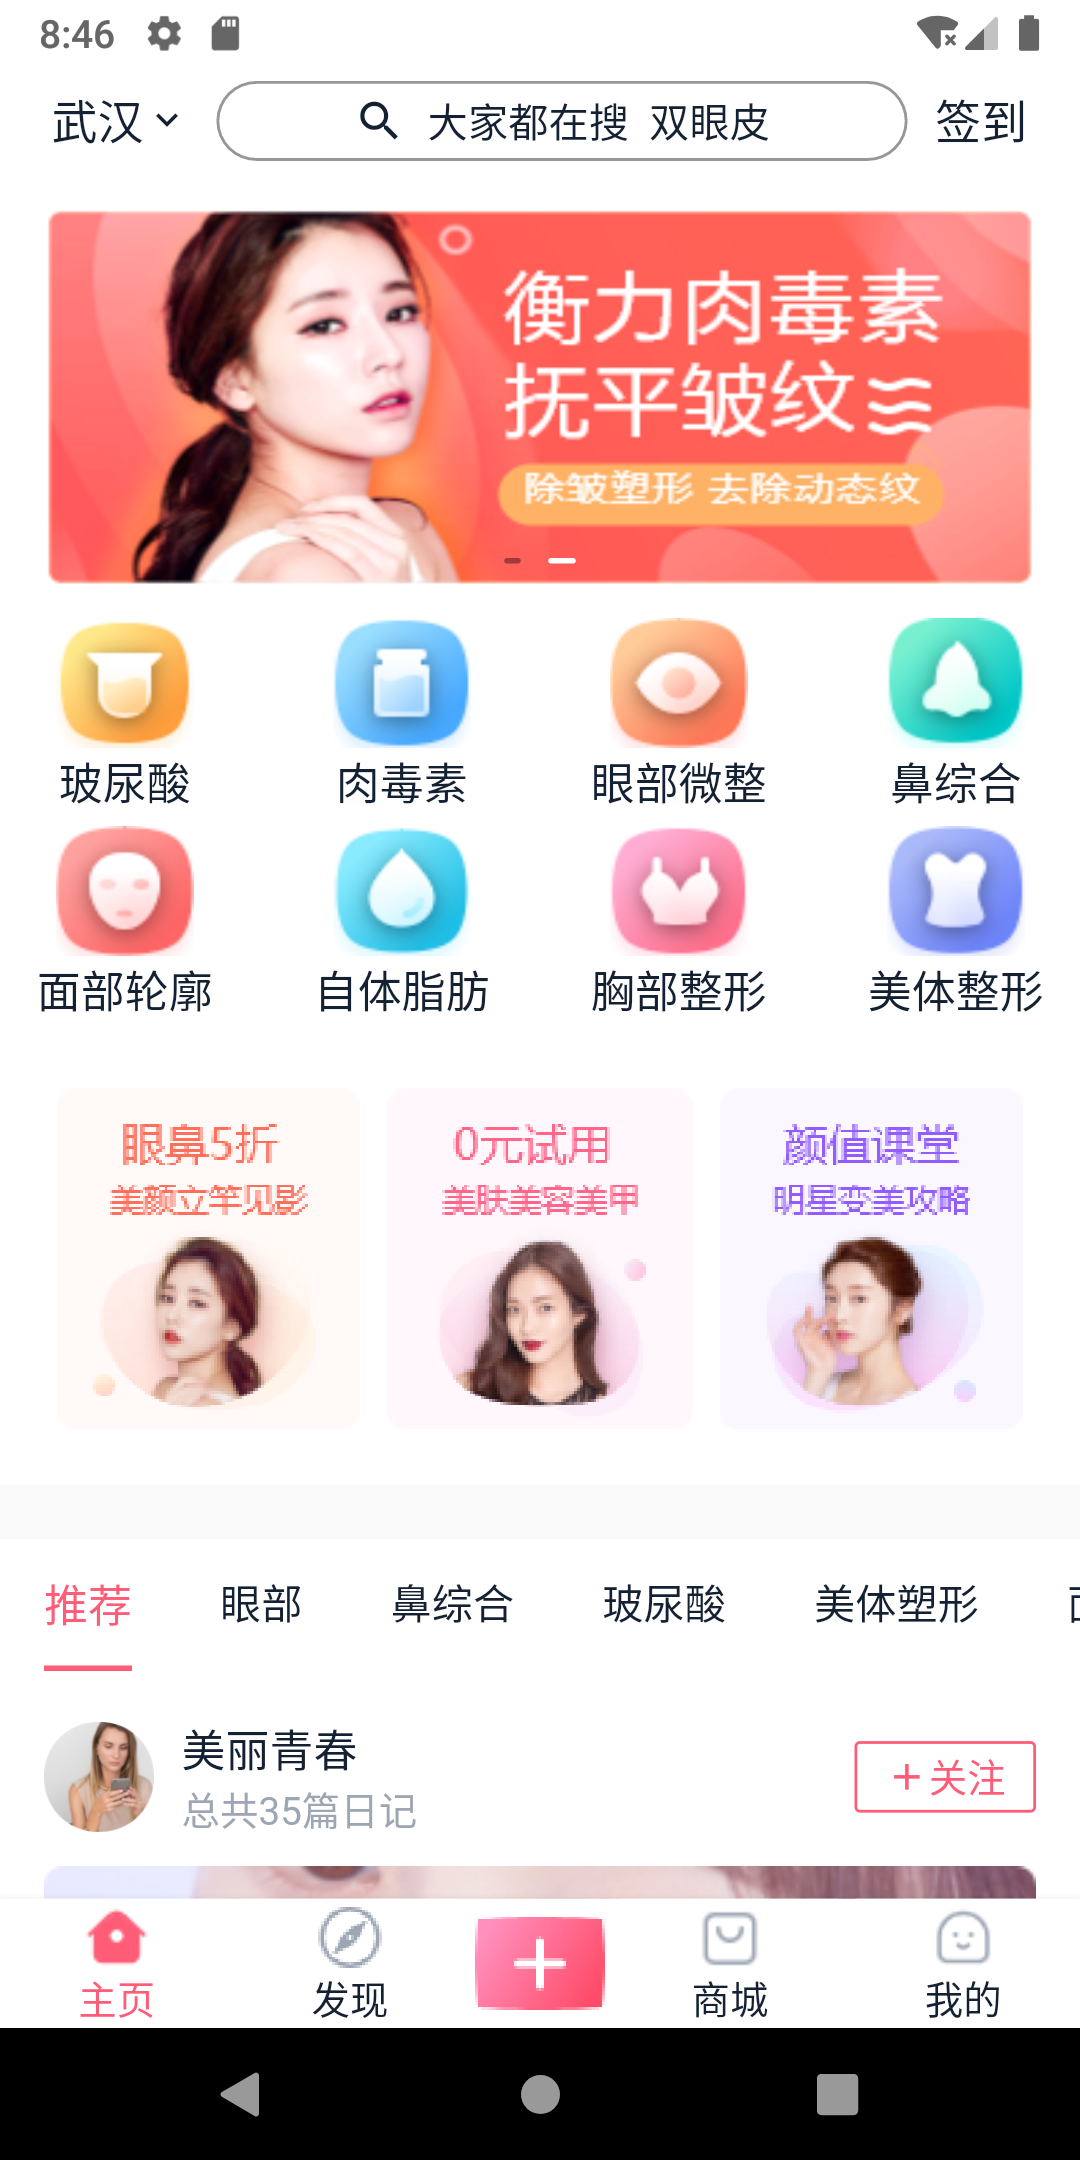 8:46
武汉
大家都在搜 双眼皮
签到
衡力肉毒素
抚平皱纹
除皱塑形 去除动态纹
玻尿酸
肉毒素
眼部微整
鼻综合
面部轮廓
自体脂肪
胸部整形
美体整形
眼鼻5折
美颜立竿见影
0元试用
美肤美容美甲
颜值课堂
明星变美攻略
推荐 眼部 鼻综合 玻尿酸 美体塑形
美丽青春
总共35篇日记
+关注
主页
发现
商城
我的